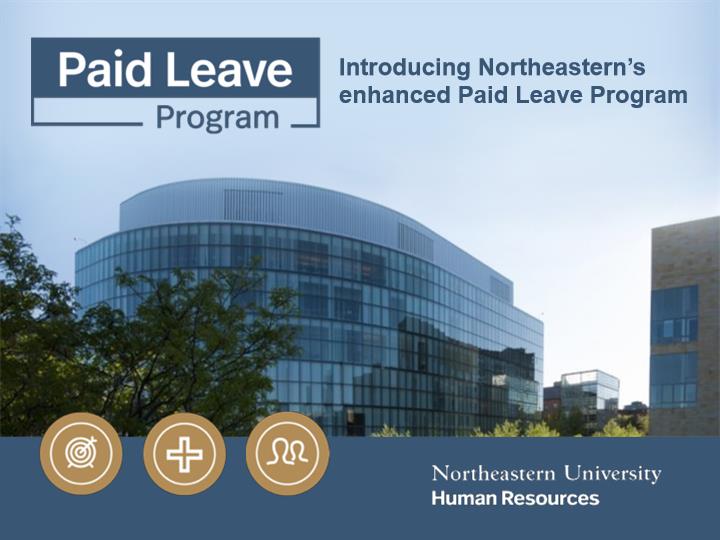 Paid Leave
Program
Introducing Northeastern’s
enhanced Paid Leave Program
Northeastern University
Human Resources